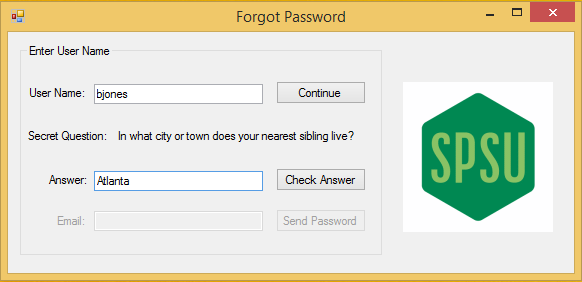 Forgot Password
Enter User Name
User Name: bjones Continue
Secret Question: In what city or town does your nearest sibling live?
Answer: Atlanta Check Answer
Email: Send Password
SPSU